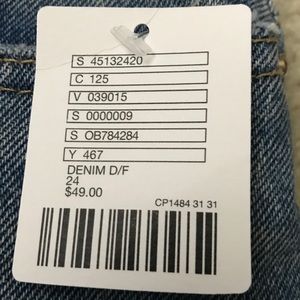 S 45132420
C 125
V 039015
S 0000009
S OB784284
Y 467
DENIM D/F
24
$49.00
CP1484 31 31